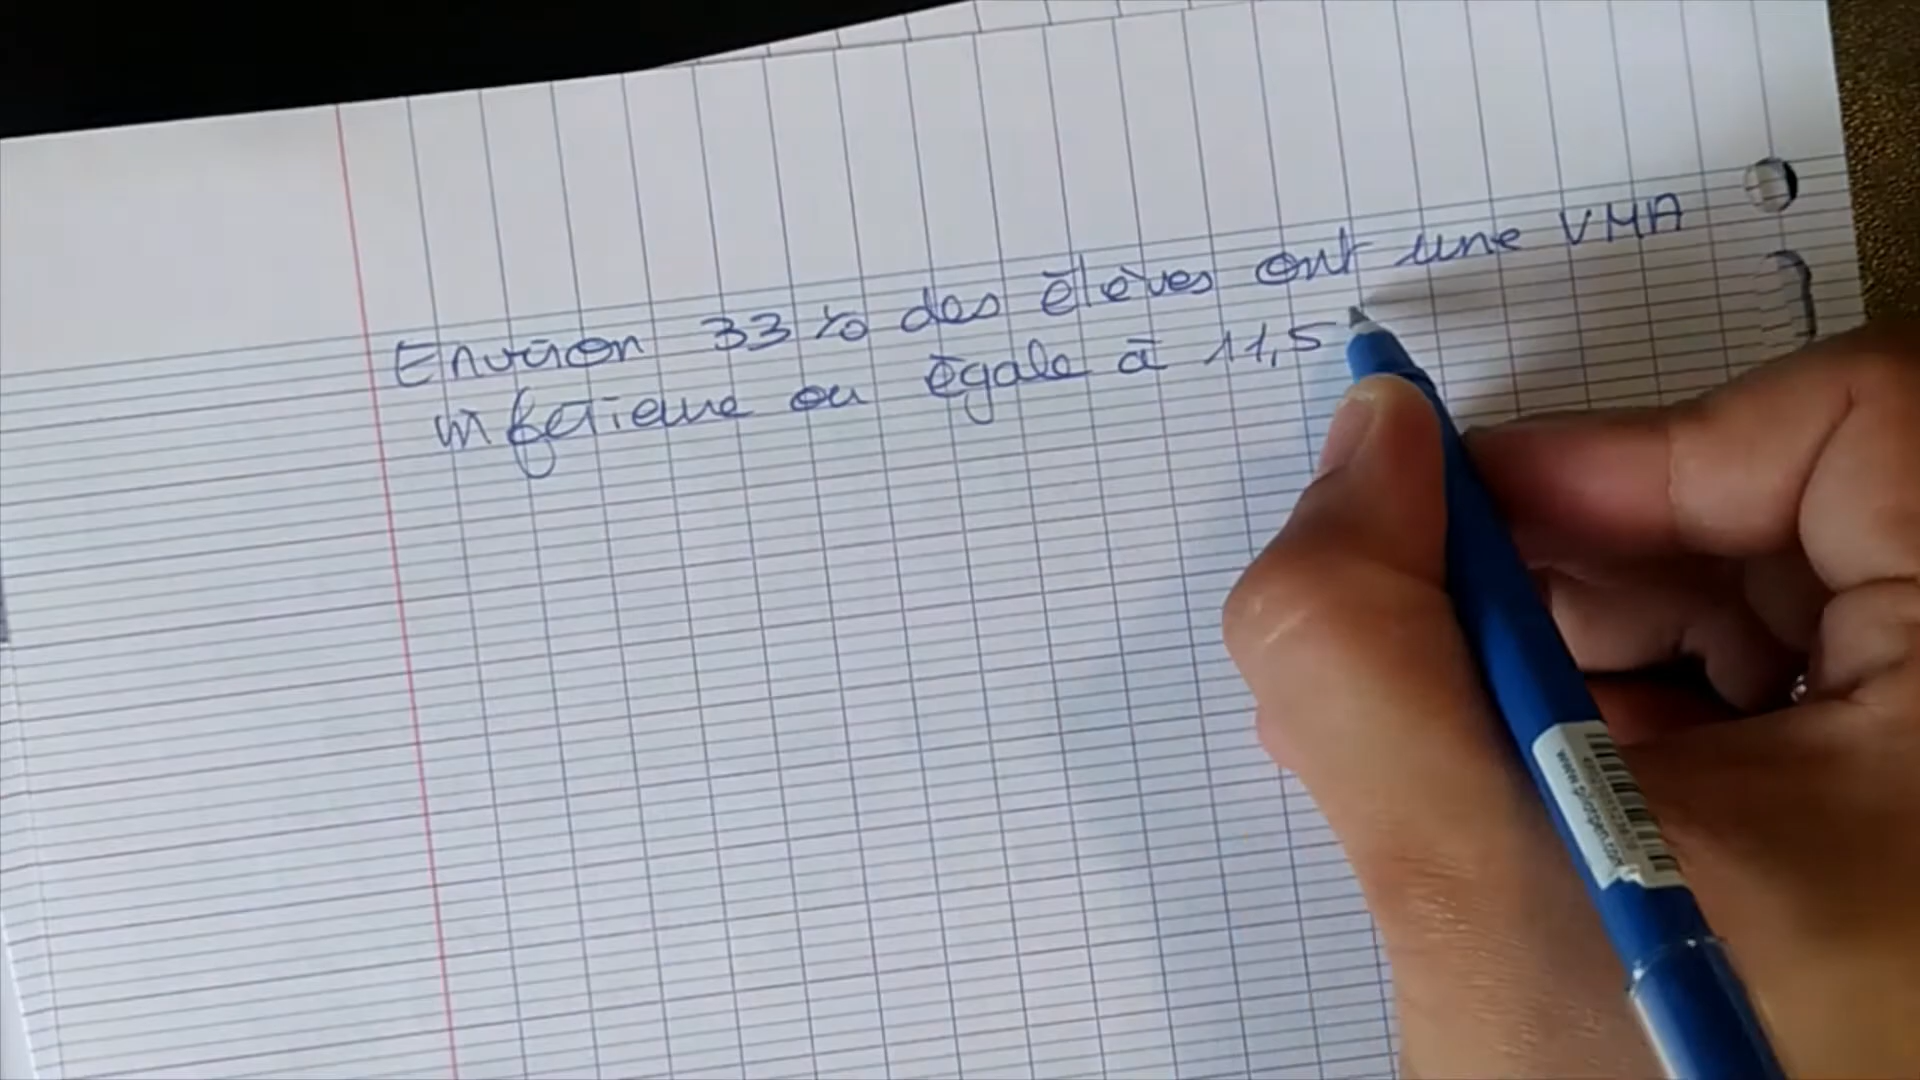 Environ 33 % des élèves ont une VMA
inférieure ou égale à 11,5